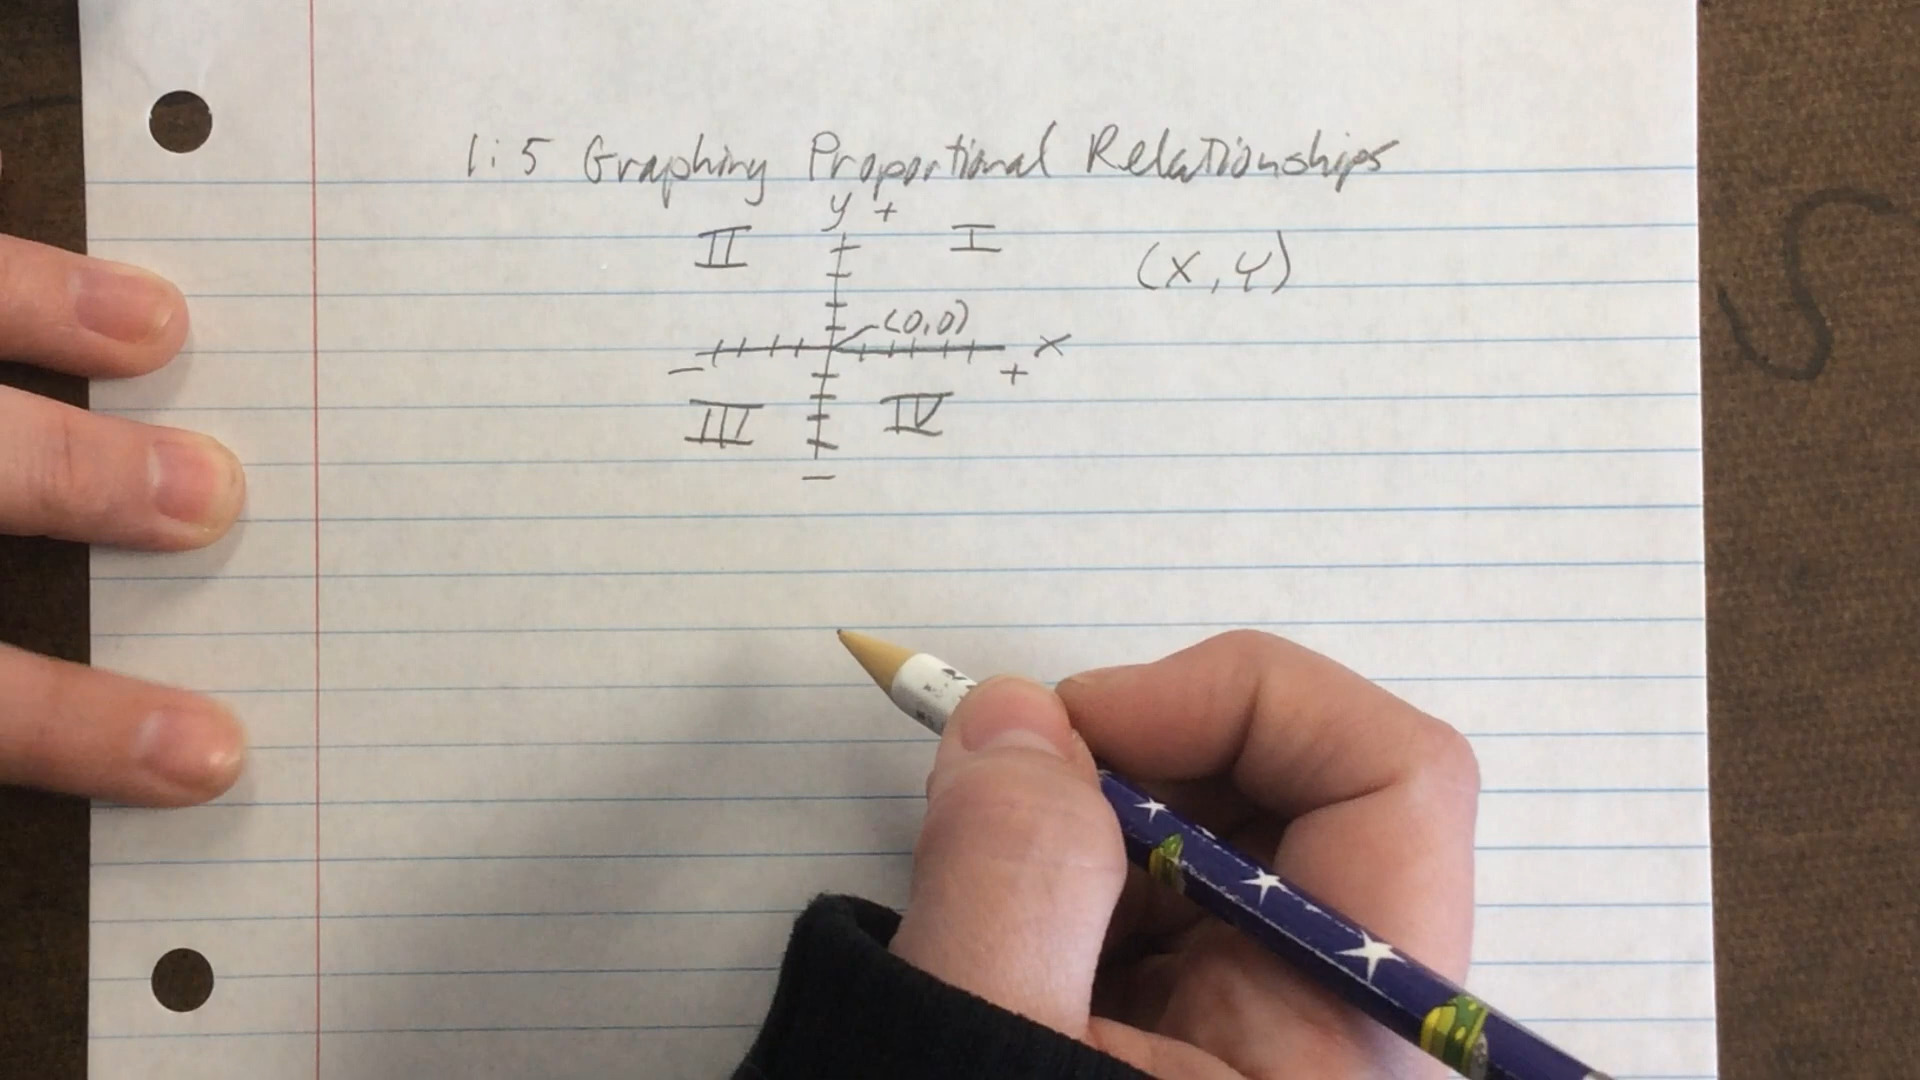 1:5 Graphing Proportional Relationships
y +
II I (x, y)
(0,0)
x
- +
III IV
-